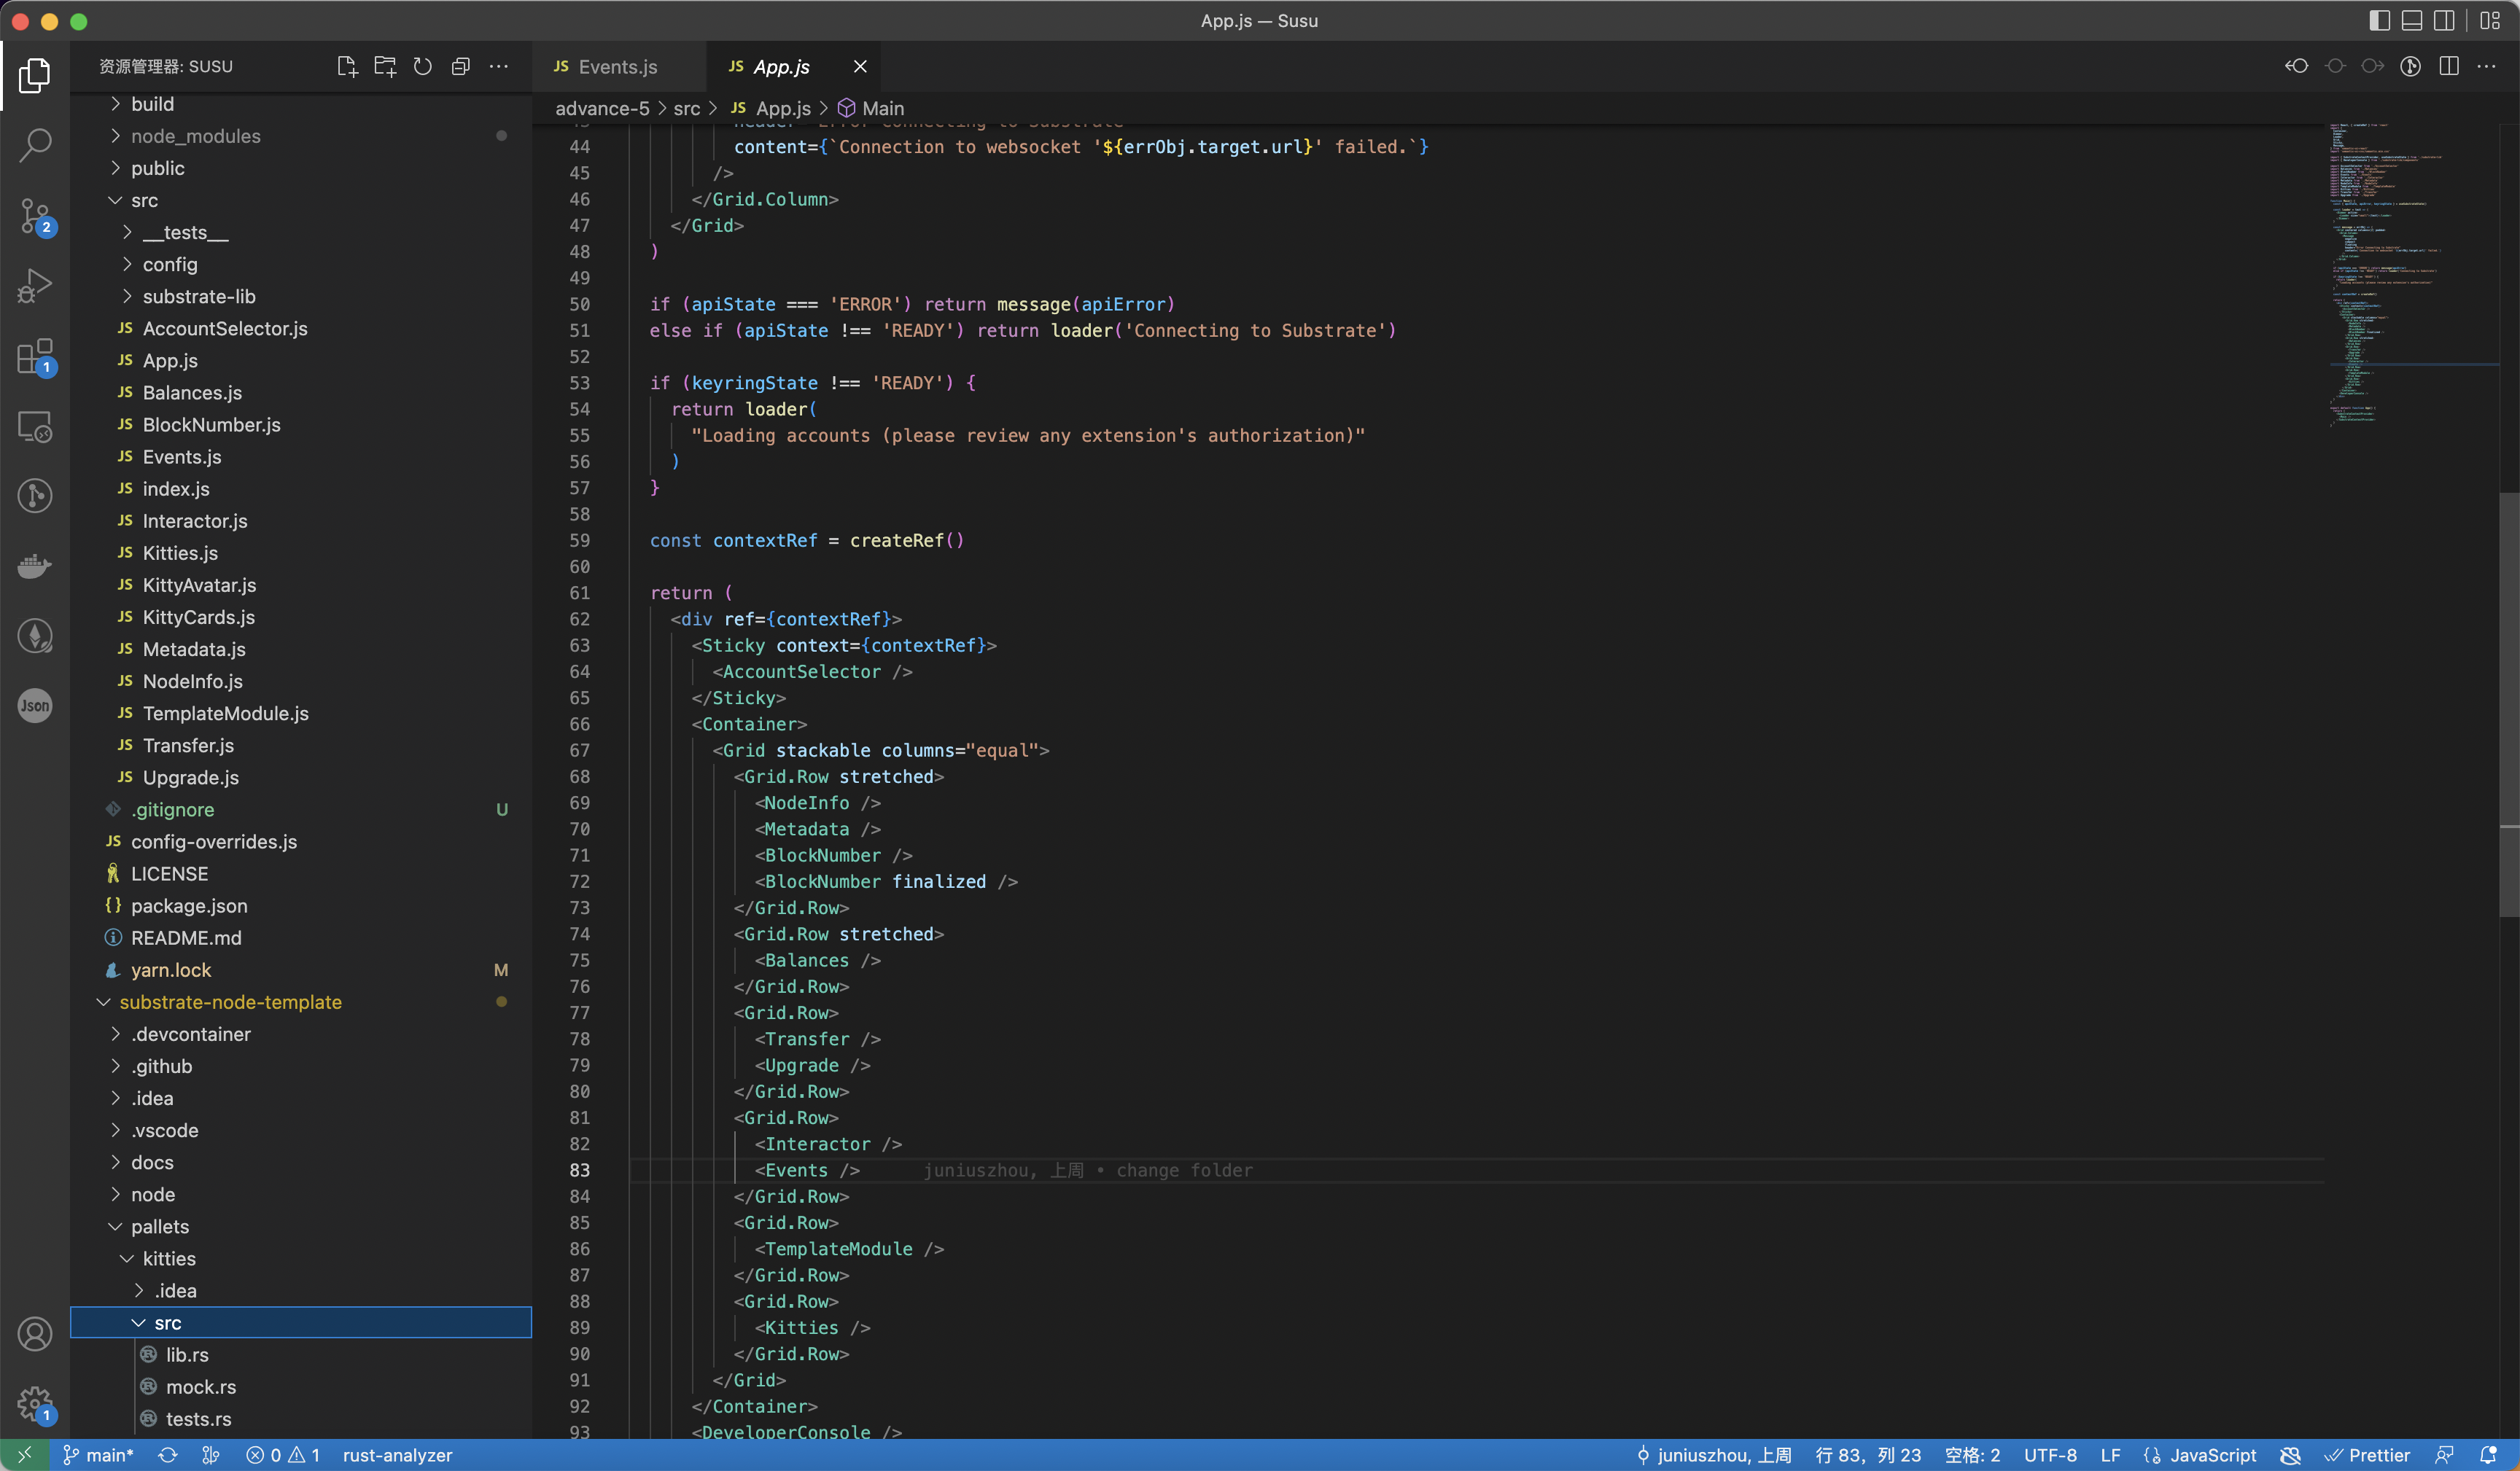 App.js — Susu
资源管理器: SUSU
build
node_modules
public
src
__tests__
config
substrate-lib
JS AccountSelector.js
JS App.js
JS Balances.js
JS BlockNumber.js
JS Events.js
JS index.js
JS Interactor.js
JS Kitties.js
JS KittyAvatar.js
JS KittyCards.js
JS Metadata.js
JS NodeInfo.js
JS TemplateModule.js
JS Transfer.js
JS Upgrade.js
.gitignore U
JS config-overrides.js
LICENSE
{} package.json
README.md
yarn.lock M
substrate-node-template
.devcontainer
.github
.idea
.vscode
docs
node
pallets
kitties
.idea
src
lib.rs
mock.rs
tests.rs
2
1
Json
1
JS Events.js JS App.js
advance-5 > src > JS App.js > Main
44 content={`Connection to websocket '${errObj.target.url}' failed.`}
45 />
46 </Grid.Column>
47 </Grid>
48 )
49
50 if (apiState === 'ERROR') return message(apiError)
51 else if (apiState !== 'READY') return loader('Connecting to Substrate')
52
53 if (keyringState !== 'READY') {
54 return loader(
55 "Loading accounts (please review any extension's authorization)"
56 )
57 }
58
59 const contextRef = createRef()
60
61 return (
62 <div ref={contextRef}>
63 <Sticky context={contextRef}>
64 <AccountSelector />
65 </Sticky>
66 <Container>
67 <Grid stackable columns="equal">
68 <Grid.Row stretched>
69 <NodeInfo />
70 <Metadata />
71 <BlockNumber />
72 <BlockNumber finalized />
73 </Grid.Row>
74 <Grid.Row stretched>
75 <Balances />
76 </Grid.Row>
77 <Grid.Row>
78 <Transfer />
79 <Upgrade />
80 </Grid.Row>
81 <Grid.Row>
82 <Interactor />
83 <Events /> juniuszhou, 上周 • change folder
84 </Grid.Row>
85 <Grid.Row>
86 <TemplateModule />
87 </Grid.Row>
88 <Grid.Row>
89 <Kitties />
90 </Grid.Row>
91 </Grid>
92 </Container>
93 <DeveloperConsole />
main* 0 1 rust-analyzer juniuszhou, 上周 行 83, 列 23 空格: 2 UTF-8 LF JavaScript Prettier